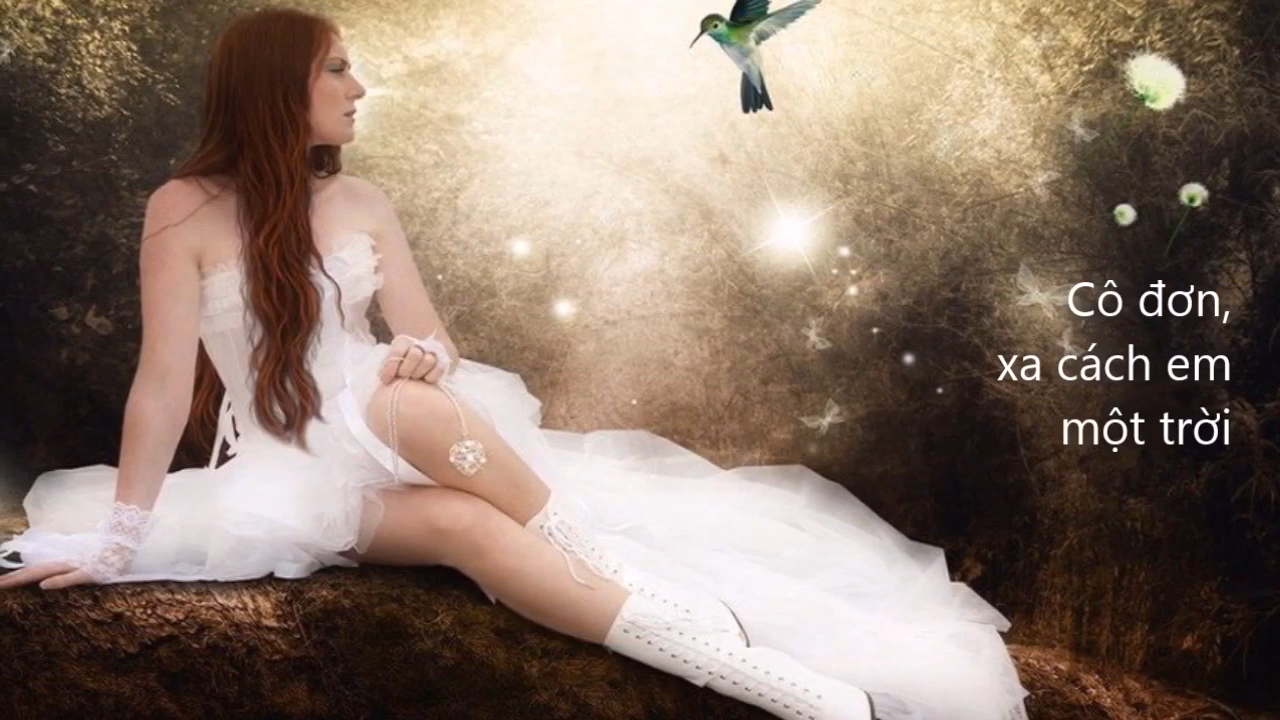 Cô đơn,
xa cách em
một trời